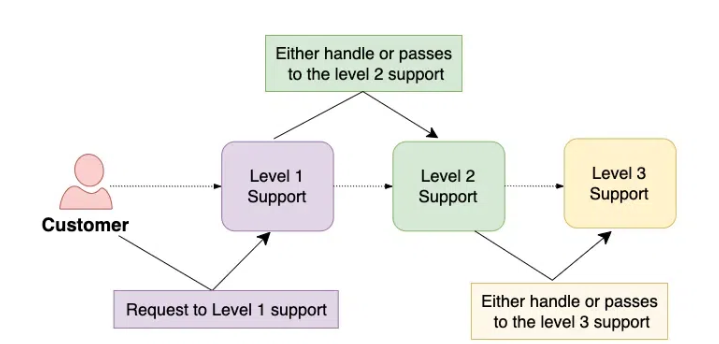 Either handle or passes
to the level 2 support
Level 1
Support
Level 2
Support
Level 3
Support
Customer
Request to Level 1 support
Either handle or passes
to the level 3 support